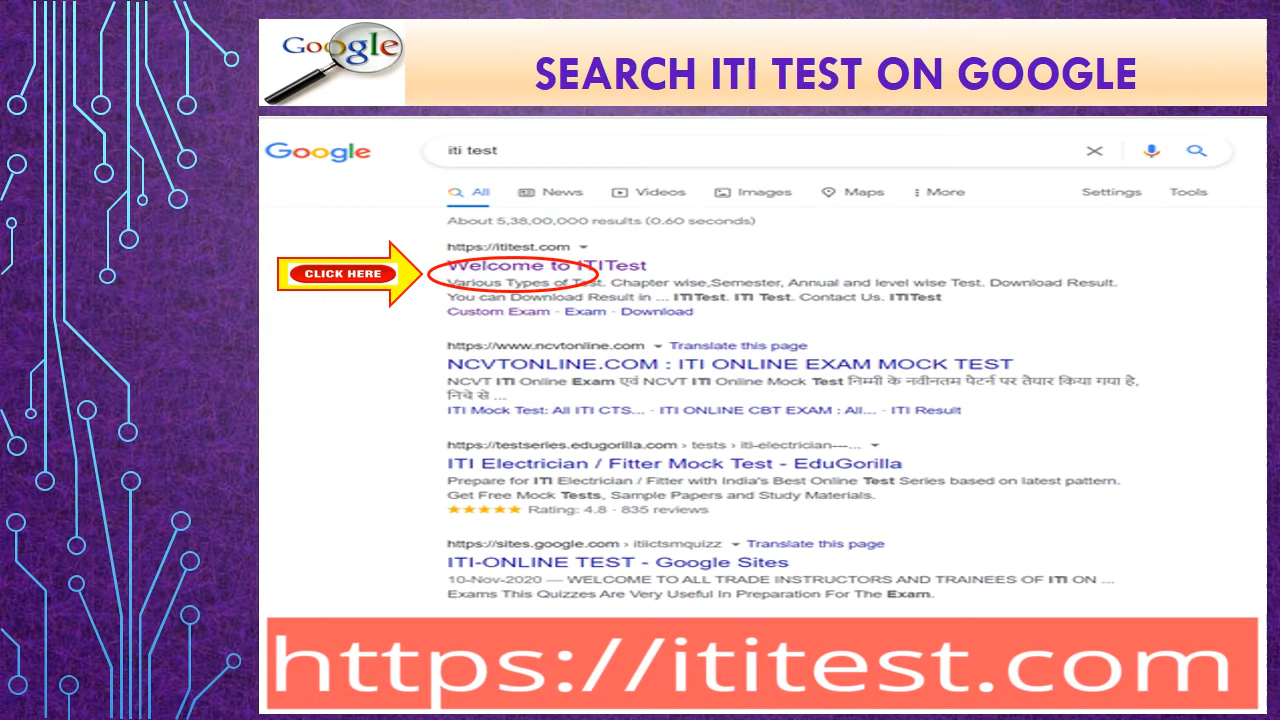 Google
SEARCH ITI TEST ON GOOGLE
Google
iti test
All News Videos Images Maps More Settings Tools
About 5,38,00,000 results (0.60 seconds)
https://ititest.com
CLICK HERE
Welcome to ITITest
Various Types of Test. Chapter wise,Semester, Annual and level wise Test. Download Result.
You can Download Result in ... ITITest. ITI Test. Contact Us. ITITest
Custom Exam · Exam · Download
https://www.ncvtonline.com Translate this page
NCVTONLINE.COM : ITI ONLINE EXAM MOCK TEST
NCVT ITI Online Exam एवं NCVT ITI Online Mock Test निम्मी के नवीनतम पैटर्न पर तैयार किया गया है,
निचे से ...
ITI Mock Test: All ITI CTS... · ITI ONLINE CBT EXAM : All... · ITI Result
https://testseries.edugorilla.com › tests › iti-electrician---...
ITI Electrician / Fitter Mock Test - EduGorilla
Prepare for ITI Electrician / Fitter with India's Best Online Test Series based on latest pattern.
Get Free Mock Tests, Sample Papers and Study Materials.
★★★★★ Rating: 4.8 · 835 reviews
https://sites.google.com › itiictsmquizz Translate this page
ITI-ONLINE TEST - Google Sites
10-Nov-2020 — WELCOME TO ALL TRADE INSTRUCTORS AND TRAINEES OF ITI ON ...
Exams This Quizzes Are Very Useful In Preparation For The Exam.
https://ititest.com